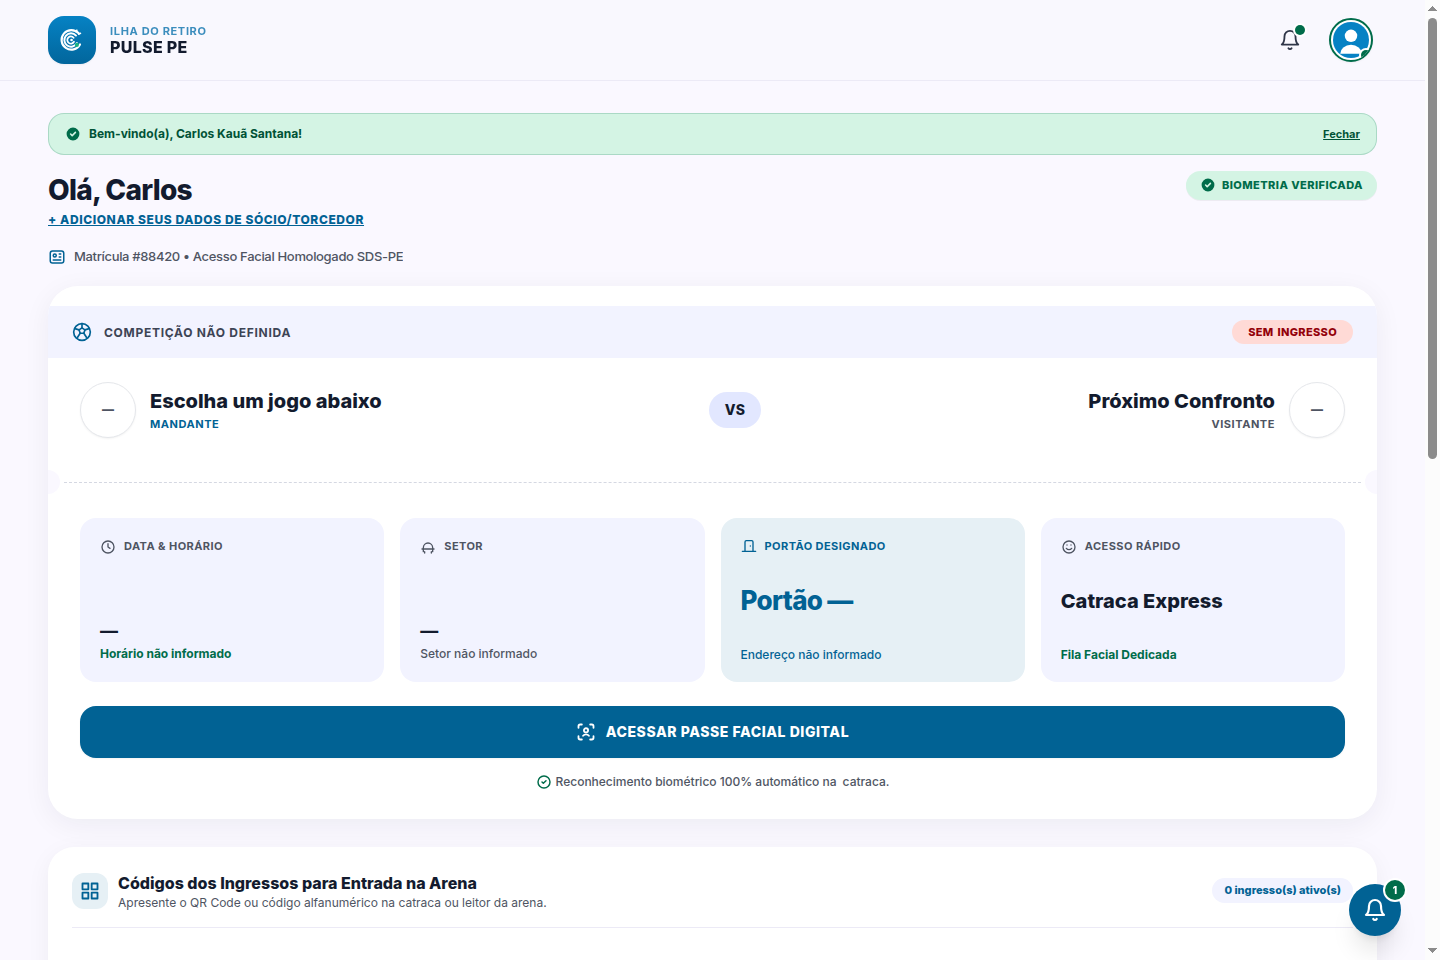 ILHA DO RETIRO
PULSE PE
Bem-vindo(a), Carlos Kauã Santana!
Fechar
Olá, Carlos
BIOMETRIA VERIFICADA
+ ADICIONAR SEUS DADOS DE SÓCIO/TORCEDOR
Matrícula #88420 • Acesso Facial Homologado SDS-PE
COMPETIÇÃO NÃO DEFINIDA
SEM INGRESSO
—
Escolha um jogo abaixo
MANDANTE
VS
Próximo Confronto
VISITANTE
—
DATA & HORÁRIO
—
Horário não informado
SETOR
—
Setor não informado
PORTÃO DESIGNADO
Portão —
Endereço não informado
ACESSO RÁPIDO
Catraca Express
Fila Facial Dedicada
ACESSAR PASSE FACIAL DIGITAL
Reconhecimento biométrico 100% automático na catraca.
Códigos dos Ingressos para Entrada na Arena
Apresente o QR Code ou código alfanumérico na catraca ou leitor da arena.
0 ingresso(s) ativo(s)
1